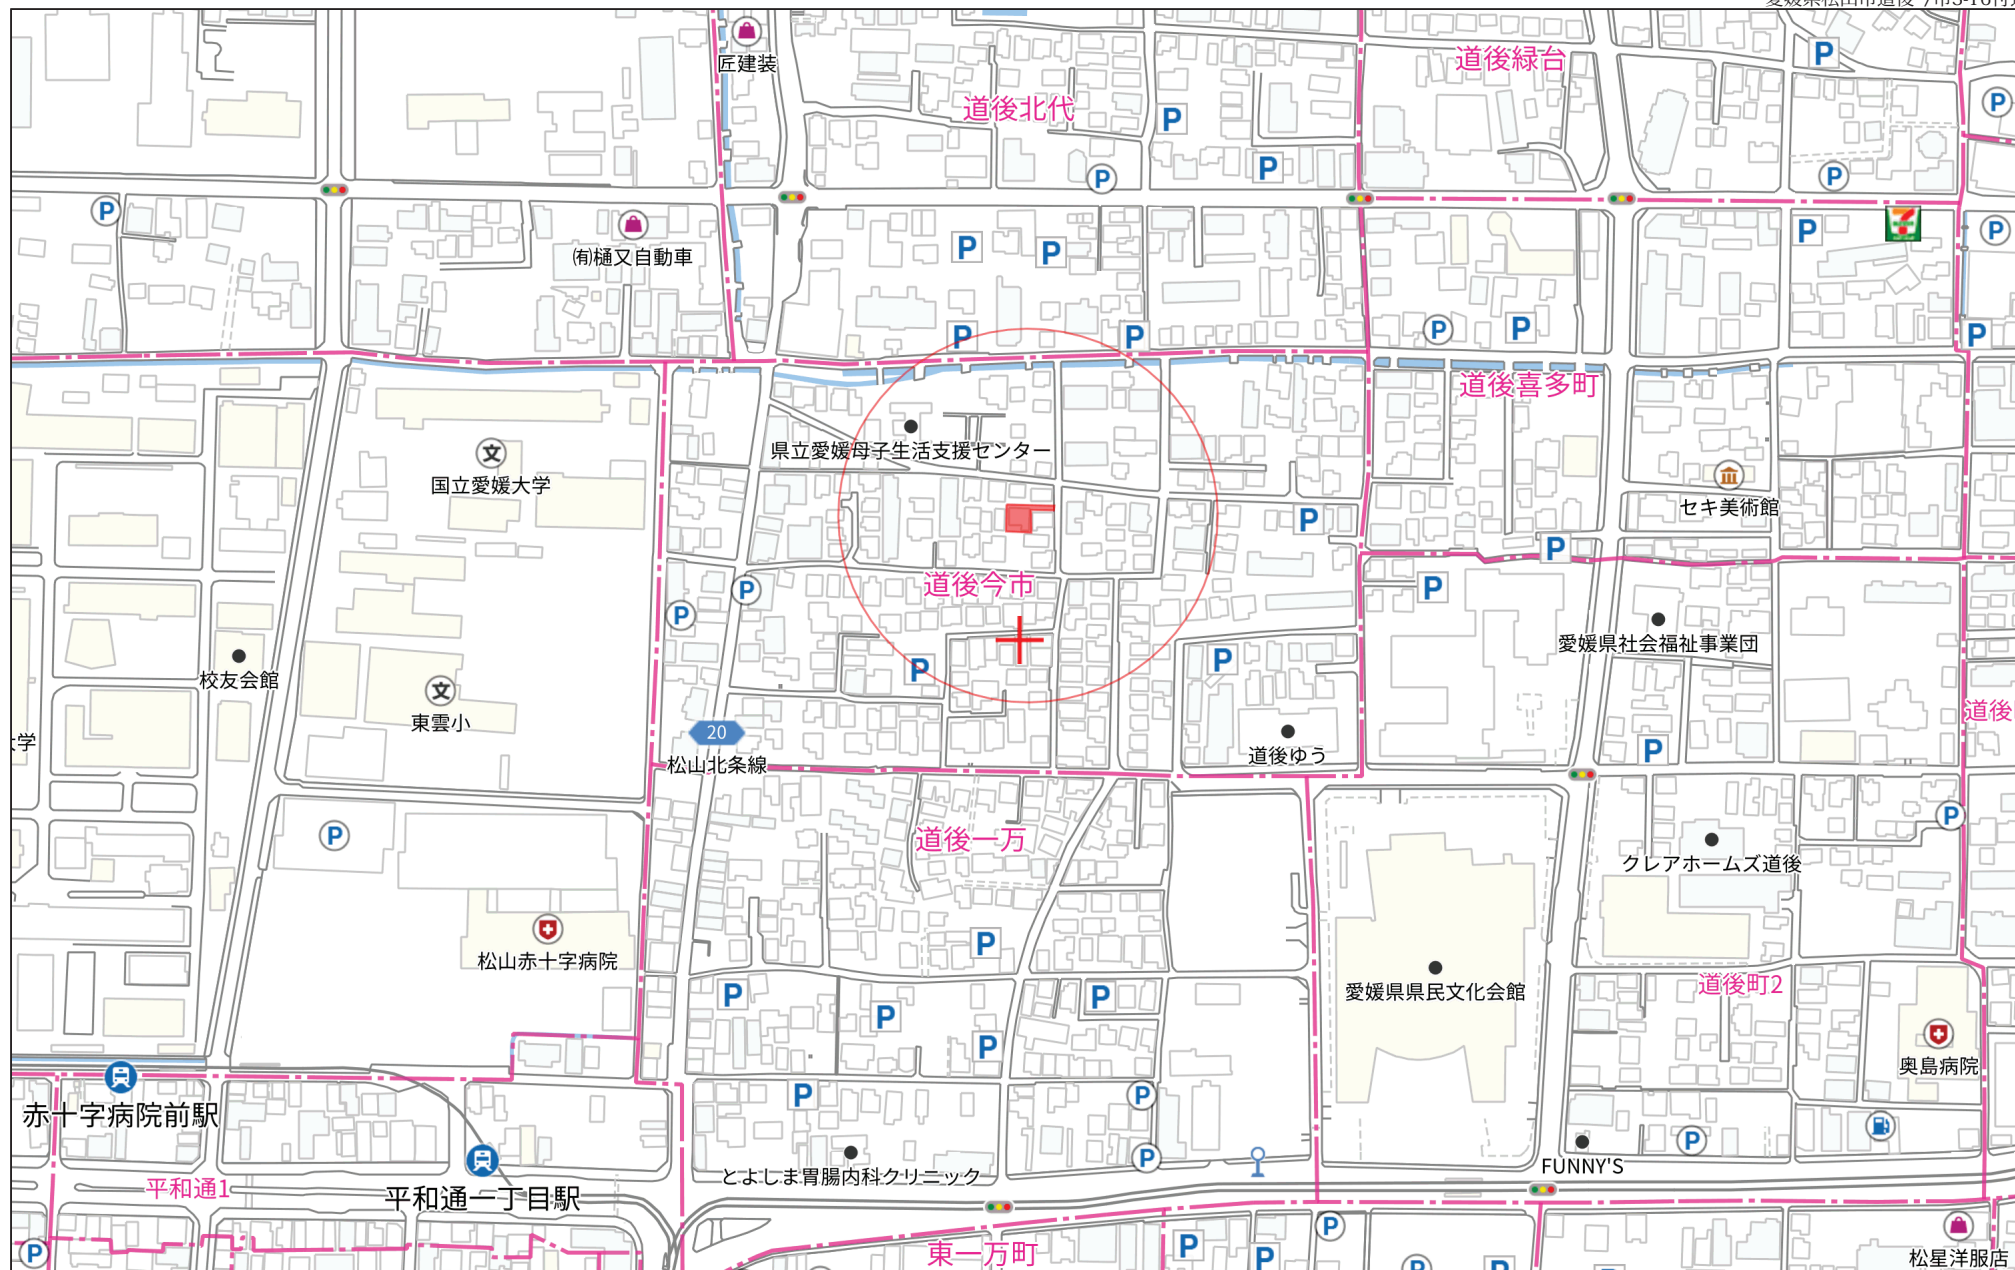 匠建装
道後緑台
P
道後北代
P
P
P
P
P
P
㈲樋又自動車
P
P
P
P
7
P
P
P
P
P
P
道後喜多町
県立愛媛母子生活支援センター
国立愛媛大学
文
セキ美術館
P
P
道後今市
P
P
P
愛媛県社会福祉事業団
校友会館
文
東雲小
P
P
道後
20
道後ゆう
P
松山北条線
P
道後一万
P
クレアホームズ道後
松山赤十字病院
P
愛媛県県民文化会館
道後町2
P
P
P
P
奥島病院
赤十字病院前駅
P
P
P
P
とよしま胃腸内科クリニック
FUNNY'S
平和通1
平和通一丁目駅
東一万町
P
P
P
P
松星洋服店